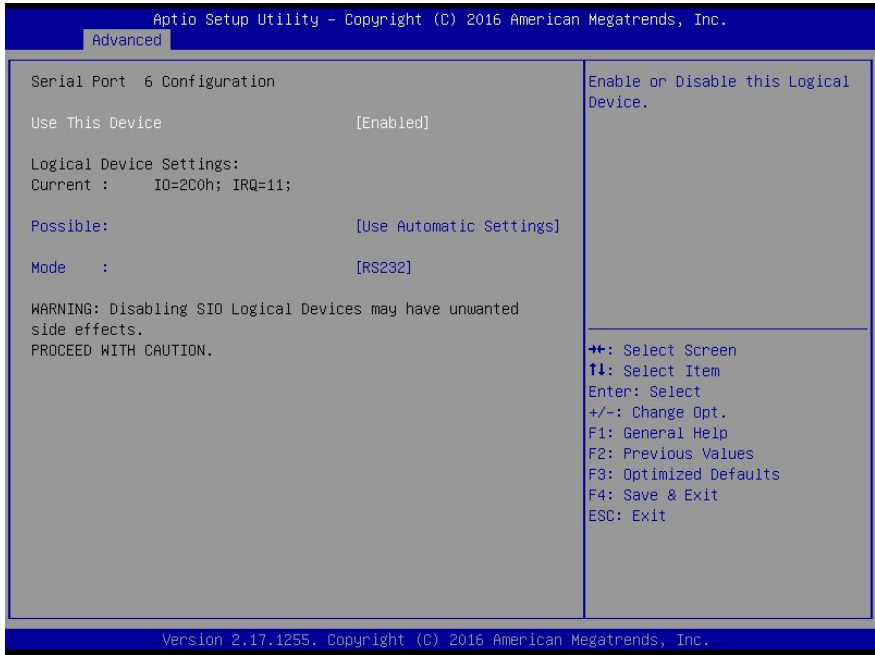 Aptio Setup Utility – Copyright (C) 2016 American Megatrends, Inc.
Advanced
Serial Port 6 Configuration
Use This Device [Enabled]
Logical Device Settings:
Current : IO=2C0h; IRQ=11;
Possible: [Use Automatic Settings]
Mode : [RS232]
WARNING: Disabling SIO Logical Devices may have unwanted
side effects.
PROCEED WITH CAUTION.
Enable or Disable this Logical
Device.
→←: Select Screen
↑↓: Select Item
Enter: Select
+/-: Change Opt.
F1: General Help
F2: Previous Values
F3: Optimized Defaults
F4: Save & Exit
ESC: Exit
Version 2.17.1255. Copyright (C) 2016 American Megatrends, Inc.